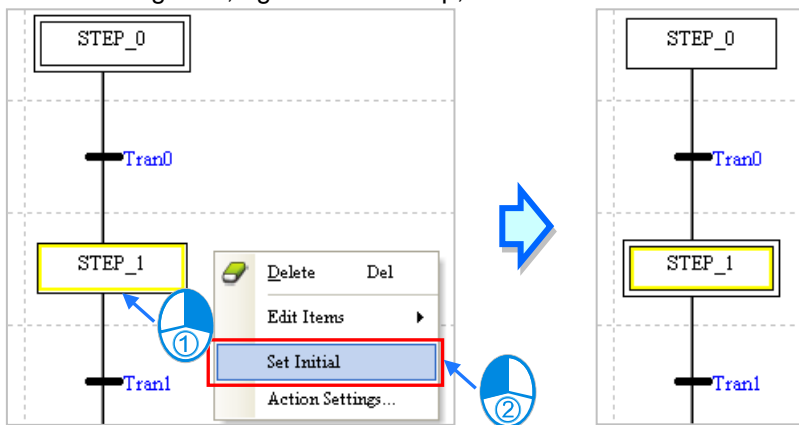 STEP_0
Tran0
STEP_1
Delete Del
Edit Items
Set Initial
Action Settings...
①
②
Tran1
STEP_0
Tran0
STEP_1
Tran1